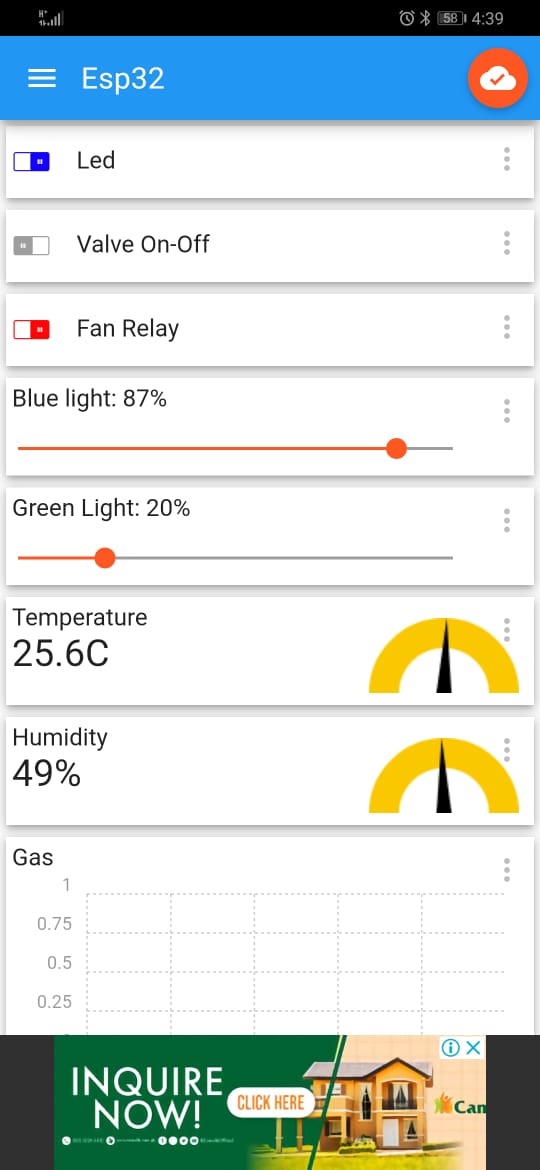 H+
58
4:39
Esp32
Led
Valve On-Off
Fan Relay
Blue light: 87%
Green Light: 20%
Temperature
25.6C
Humidity
49%
Gas
1
0.75
0.5
0.25
INQUIRE
NOW!
CLICK HERE